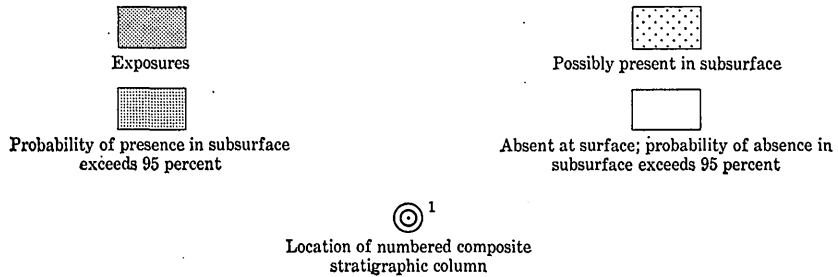 Exposures
Possibly present in subsurface
Probability of presence in subsurface
exceeds 95 percent
Absent at surface; probability of absence in
subsurface exceeds 95 percent
1
Location of numbered composite
stratigraphic column